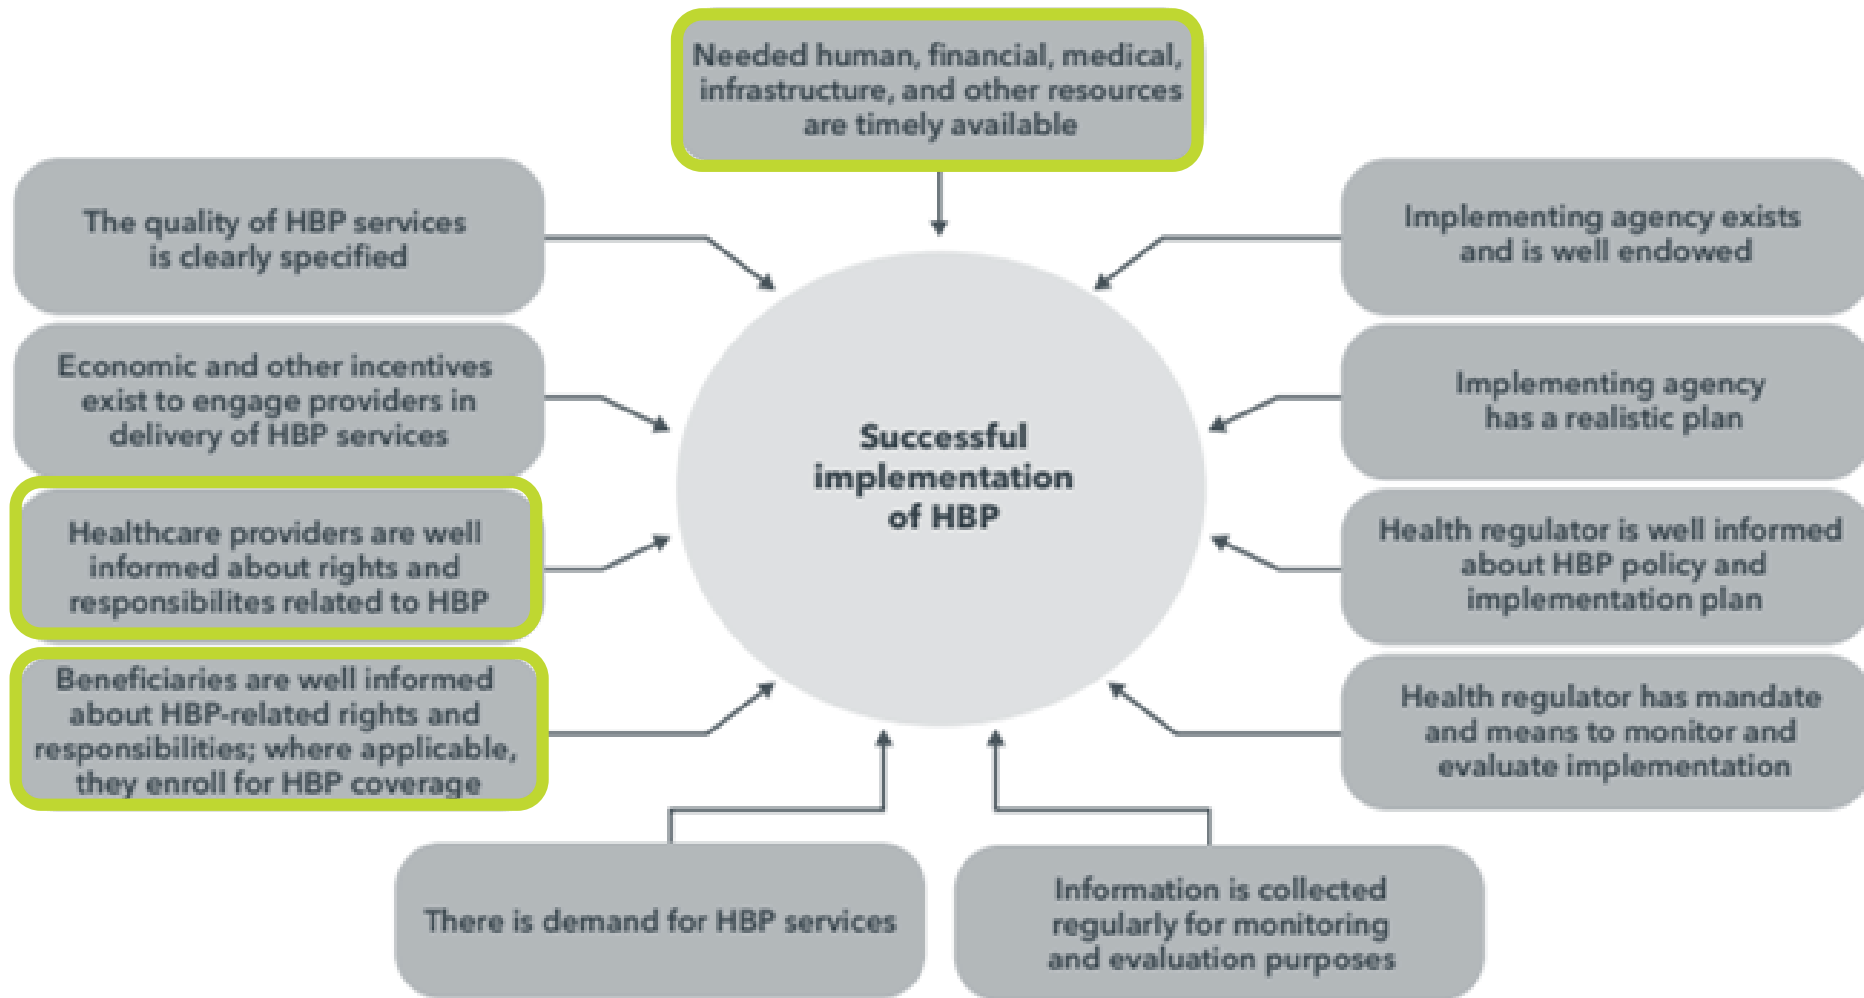 Needed human, financial, medical,
infrastructure, and other resources
are timely available
The quality of HBP services
is clearly specified
Economic and other incentives
exist to engage providers in
delivery of HBP services
Healthcare providers are well
informed about rights and
responsibilites related to HBP
Beneficiaries are well informed
about HBP-related rights and
responsibilities; where applicable,
they enroll for HBP coverage
Successful
implementation
of HBP
Implementing agency exists
and is well endowed
Implementing agency
has a realistic plan
Health regulator is well informed
about HBP policy and
implementation plan
Health regulator has mandate
and means to monitor and
evaluate implementation
There is demand for HBP services
Information is collected
regularly for monitoring
and evaluation purposes